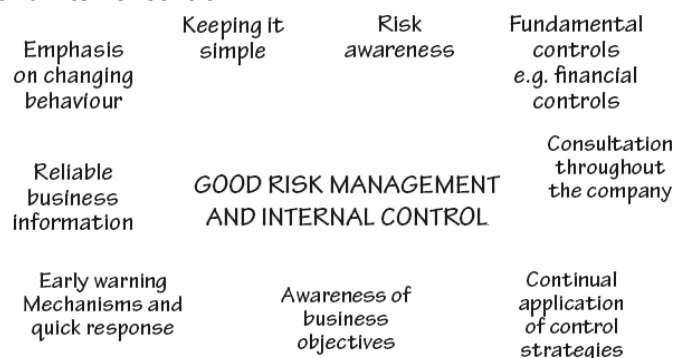 Keeping it
simple
Risk
awareness
Fundamental
controls
e.g. financial
controls
Emphasis
on changing
behaviour
Consultation
throughout
the company
Reliable
business
information
GOOD RISK MANAGEMENT
AND INTERNAL CONTROL
Early warning
Mechanisms and
quick response
Awareness of
business
objectives
Continual
application
of control
strategies